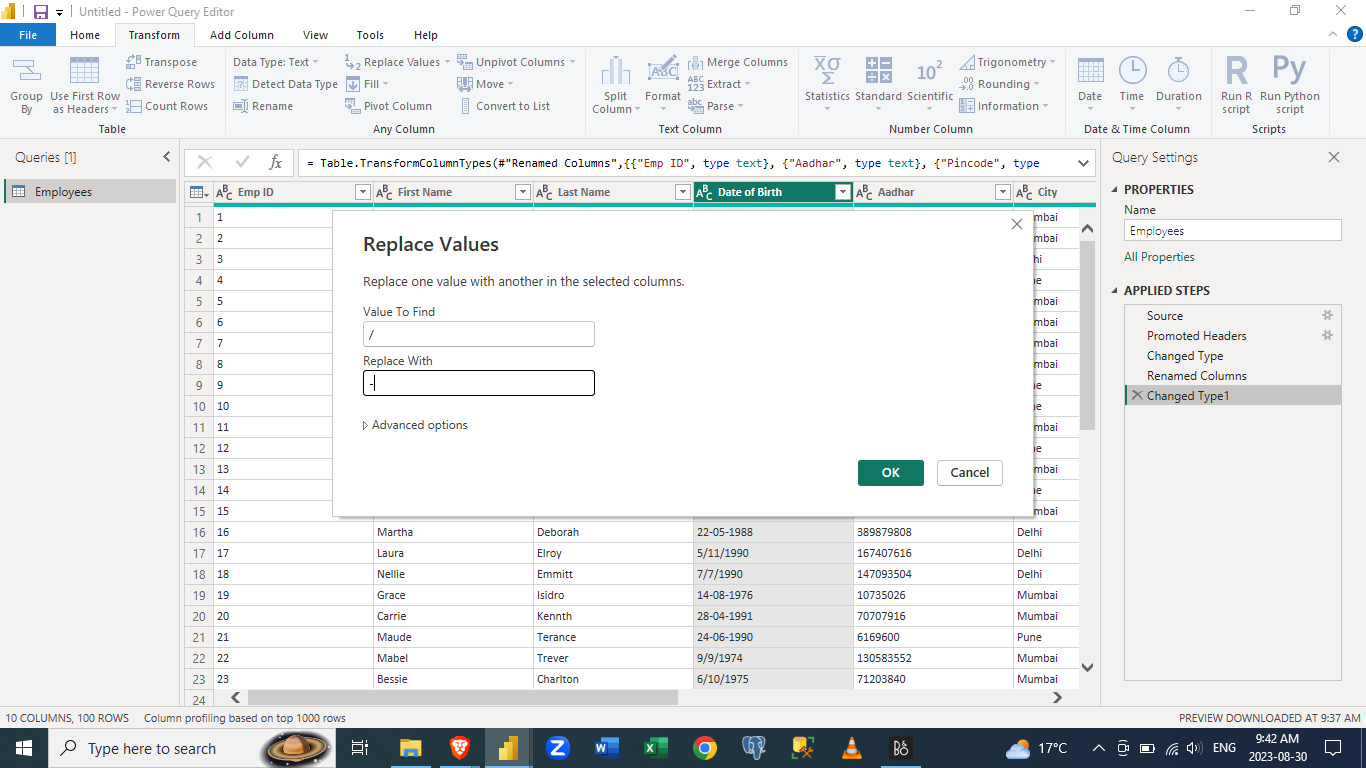 Untitled - Power Query Editor
File Home Transform Add Column View Tools Help
Group By
Use First Row as Headers
Transpose
Reverse Rows
Count Rows
Table
Data Type: Text
Detect Data Type
Rename
Replace Values
Fill
Pivot Column
Unpivot Columns
Move
Convert to List
Any Column
Split Column
Format
Merge Columns
Extract
Parse
Text Column
Statistics
Standard
Scientific
Trigonometry
Rounding
Information
Number Column
Date
Time
Duration
Date & Time Column
Run R script
Run Python script
Scripts
Queries [1]
Employees
= Table.TransformColumnTypes(#"Renamed Columns",{{"Emp ID", type text}, {"Aadhar", type text}, {"Pincode", type
Emp ID First Name Last Name Date of Birth Aadhar City
1 1 mbai
2 2 mbai
3 3 hi
4 4 e
5 5 mbai
6 6 mbai
7 7 mbai
8 8 mbai
9 9 e
10 10 e
11 11 mbai
12 12 e
13 13 mbai
14 14 e
15 15 mbai
16 16 Martha Deborah 22-05-1988 389879808 Delhi
17 17 Laura Elroy 5/11/1990 167407616 Delhi
18 18 Nellie Emmitt 7/7/1990 147093504 Delhi
19 19 Grace Isidro 14-08-1976 10735026 Mumbai
20 20 Carrie Kennth 28-04-1991 70707916 Mumbai
21 21 Maude Terance 24-06-1990 6169600 Pune
22 22 Mabel Trever 9/9/1974 130583552 Mumbai
23 23 Bessie Charlton 6/10/1975 71203840 Mumbai
24
Replace Values
Replace one value with another in the selected columns.
Value To Find
/
Replace With
-
Advanced options
OK Cancel
Query Settings
PROPERTIES
Name
Employees
All Properties
APPLIED STEPS
Source
Promoted Headers
Changed Type
Renamed Columns
Changed Type1
10 COLUMNS, 100 ROWS Column profiling based on top 1000 rows
PREVIEW DOWNLOADED AT 9:37 AM
Type here to search
17°C
ENG
9:42 AM
2023-08-30